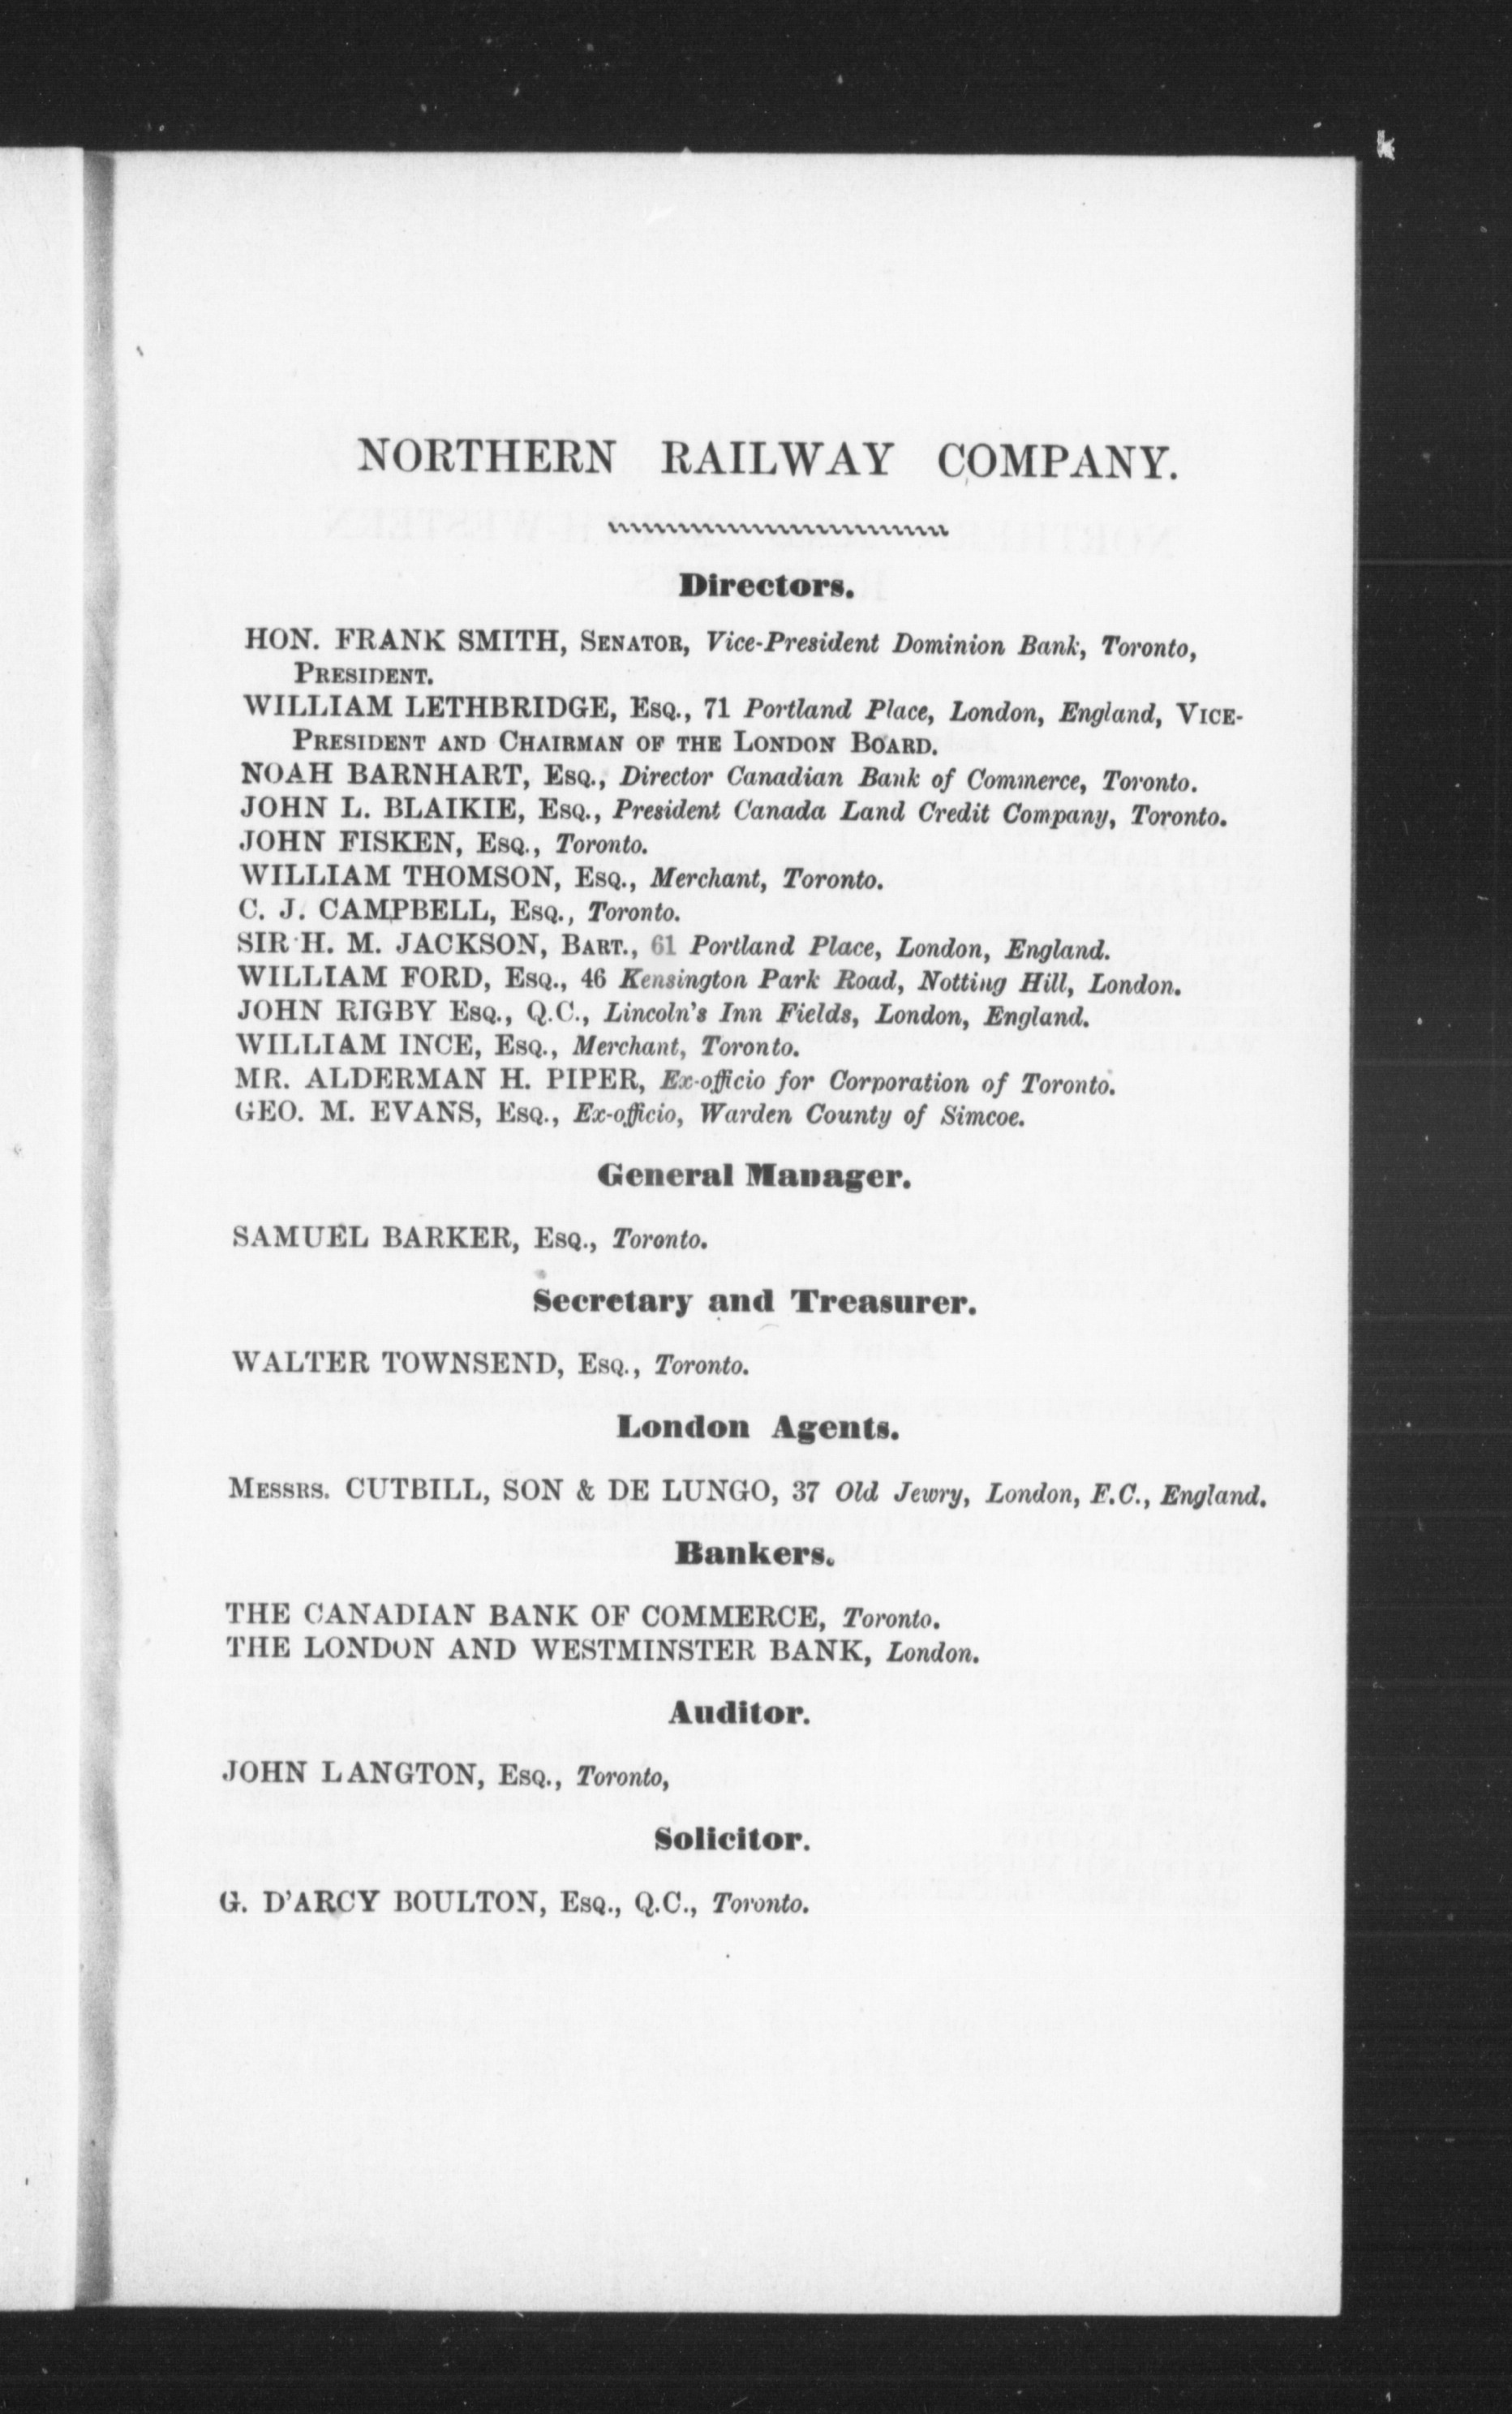 NORTHERN RAILWAY COMPANY.
Directors.
HON. FRANK SMITH, SENATOR, Vice-President Dominion Bank, Toronto,
PRESIDENT.
WILLIAM LETHBRIDGE, ESQ., 71 Portland Place, London, England, VICE-
PRESIDENT AND CHAIRMAN OF THE LONDON BOARD.
NOAH BARNHART, ESQ., Director Canadian Bank of Commerce, Toronto.
JOHN L. BLAIKIE, ESQ., President Canada Land Credit Company, Toronto.
JOHN FISKEN, ESQ., Toronto.
WILLIAM THOMSON, ESQ., Merchant, Toronto.
C. J. CAMPBELL, ESQ., Toronto.
SIR H. M. JACKSON, BART., 61 Portland Place, London, England.
WILLIAM FORD, ESQ., 46 Kensington Park Road, Notting Hill, London.
JOHN RIGBY ESQ., Q.C., Lincoln's Inn Fields, London, England.
WILLIAM INCE, ESQ., Merchant, Toronto.
MR. ALDERMAN H. PIPER, Ex-officio for Corporation of Toronto.
GEO. M. EVANS, ESQ., Ex-officio, Warden County of Simcoe.
General Manager.
SAMUEL BARKER, ESQ., Toronto.
Secretary and Treasurer.
WALTER TOWNSEND, ESQ., Toronto.
London Agents.
MESSRS. CUTBILL, SON & DE LUNGO, 37 Old Jewry, London, E.C., England.
Bankers.
THE CANADIAN BANK OF COMMERCE, Toronto.
THE LONDON AND WESTMINSTER BANK, London.
Auditor.
JOHN LANGTON, ESQ., Toronto,
Solicitor.
G. D'ARCY BOULTON, ESQ., Q.C., Toronto.